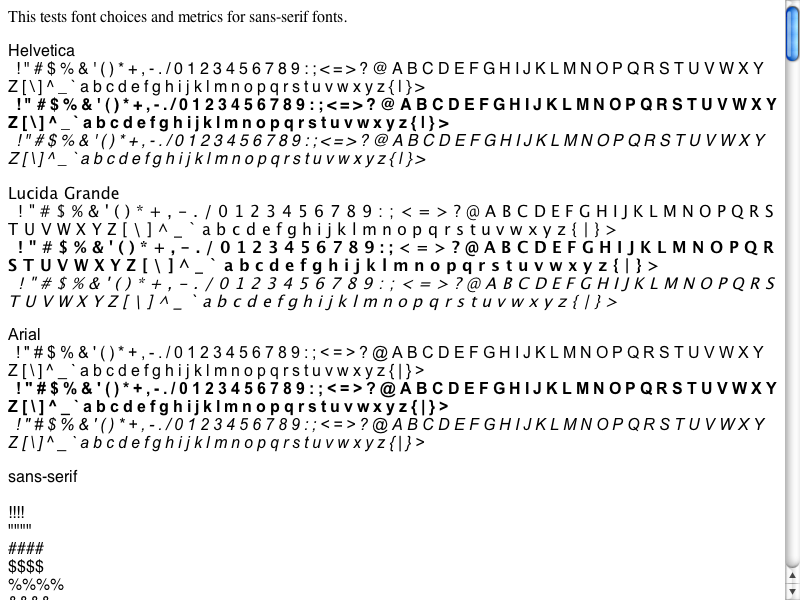 This tests font choices and metrics for sans-serif fonts.
Helvetica
! " # $ % & ' ( ) * + , - . / 0 1 2 3 4 5 6 7 8 9 : ; < = > ? @ A B C D E F G H I J K L M N O P Q R S T U V W X Y
Z [ \ ] ^ _ ` a b c d e f g h i j k l m n o p q r s t u v w x y z { | } >
! " # $ % & ' ( ) * + , - . / 0 1 2 3 4 5 6 7 8 9 : ; < = > ? @ A B C D E F G H I J K L M N O P Q R S T U V W X Y
Z [ \ ] ^ _ ` a b c d e f g h i j k l m n o p q r s t u v w x y z { | } >
! " # $ % & ' ( ) * + , - . / 0 1 2 3 4 5 6 7 8 9 : ; < = > ? @ A B C D E F G H I J K L M N O P Q R S T U V W X Y
Z [ \ ] ^ _ ` a b c d e f g h i j k l m n o p q r s t u v w x y z { | } >
Lucida Grande
! " # $ % & ' ( ) * + , - . / 0 1 2 3 4 5 6 7 8 9 : ; < = > ? @ A B C D E F G H I J K L M N O P Q R S
T U V W X Y Z [ \ ] ^ _ ` a b c d e f g h i j k l m n o p q r s t u v w x y z { | } >
! " # $ % & ' ( ) * + , - . / 0 1 2 3 4 5 6 7 8 9 : ; < = > ? @ A B C D E F G H I J K L M N O P Q R
S T U V W X Y Z [ \ ] ^ _ ` a b c d e f g h i j k l m n o p q r s t u v w x y z { | } >
! " # $ % & ' ( ) * + , - . / 0 1 2 3 4 5 6 7 8 9 : ; < = > ? @ A B C D E F G H I J K L M N O P Q R S
T U V W X Y Z [ \ ] ^ _ ` a b c d e f g h i j k l m n o p q r s t u v w x y z { | } >
Arial
! " # $ % & ' ( ) * + , - . / 0 1 2 3 4 5 6 7 8 9 : ; < = > ? @ A B C D E F G H I J K L M N O P Q R S T U V W X Y
Z [ \ ] ^ _ ` a b c d e f g h i j k l m n o p q r s t u v w x y z { | } >
! " # $ % & ' ( ) * + , - . / 0 1 2 3 4 5 6 7 8 9 : ; < = > ? @ A B C D E F G H I J K L M N O P Q R S T U V W X Y
Z [ \ ] ^ _ ` a b c d e f g h i j k l m n o p q r s t u v w x y z { | } >
! " # $ % & ' ( ) * + , - . / 0 1 2 3 4 5 6 7 8 9 : ; < = > ? @ A B C D E F G H I J K L M N O P Q R S T U V W X Y
Z [ \ ] ^ _ ` a b c d e f g h i j k l m n o p q r s t u v w x y z { | } >
sans-serif
!!!!
""""
####
$$$$
%%%%